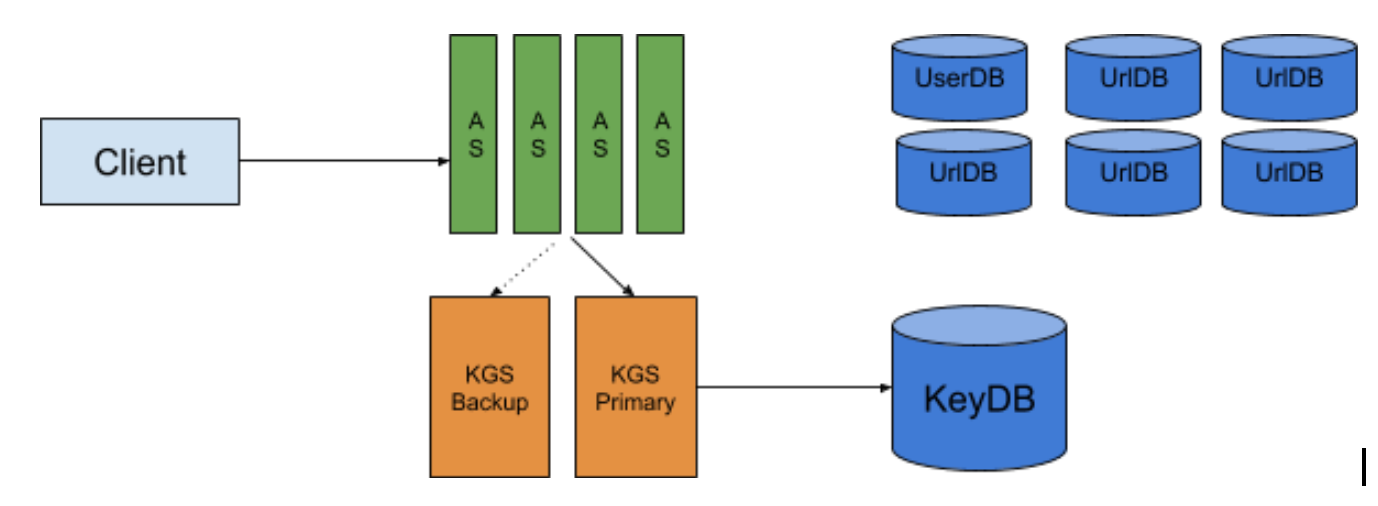 Client
A
S
A
S
A
S
A
S
UserDB
UrlDB
UrlDB
UrlDB
UrlDB
UrlDB
KGS
Backup
KGS
Primary
KeyDB